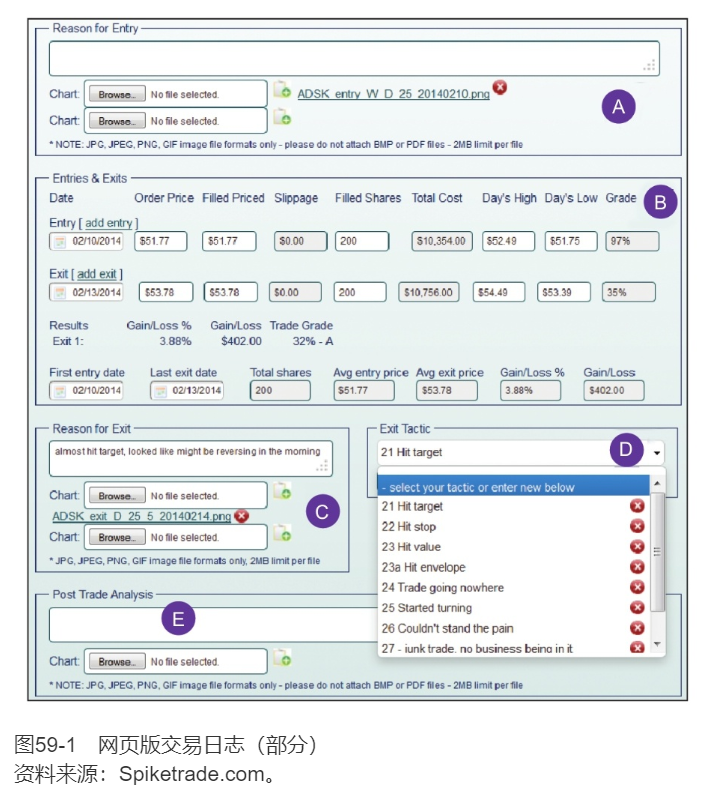 Reason for Entry
Chart: Browse... No file selected. ADSK_entry_W_D_25_20140210.png
A
Chart: Browse... No file selected.
* NOTE: JPG, JPEG, PNG, GIF image file formats only - please do not attach BMP or PDF files - 2MB limit per file
Entries & Exits
Date Order Price Filled Priced Slippage Filled Shares Total Cost Day's High Day's Low Grade
B
Entry [ add entry ]
02/10/2014 $51.77 $51.77 $0.00 200 $10,354.00 $52.49 $51.75 97%
Exit [ add exit ]
02/13/2014 $53.78 $53.78 $0.00 200 $10,756.00 $54.49 $53.39 35%
Results Gain/Loss % Gain/Loss Trade Grade
Exit 1: 3.88% $402.00 32% - A
First entry date Last exit date Total shares Avg entry price Avg exit price Gain/Loss % Gain/Loss
02/10/2014 02/13/2014 200 $51.77 $53.78 3.88% $402.00
Reason for Exit
almost hit target, looked like might be reversing in the morning
Chart: Browse... No file selected.
ADSK_exit_D_25_5_20140214.png
C
Chart: Browse... No file selected.
* JPG, JPEG, PNG, GIF image file formats only, 2MB limit per file
Exit Tactic
21 Hit target
D
- select your tactic or enter new below
21 Hit target
22 Hit stop
23 Hit value
23a Hit envelope
24 Trade going nowhere
25 Started turning
26 Couldn't stand the pain
27 - junk trade, no business being in it
Post Trade Analysis
E
Chart: Browse... No file selected.
* NOTE: JPG, JPEG, PNG, GIF image file formats only - please do not attach BMP or PDF files - 2MB limit per file
图59-1 网页版交易日志（部分）
资料来源：Spiketrade.com。